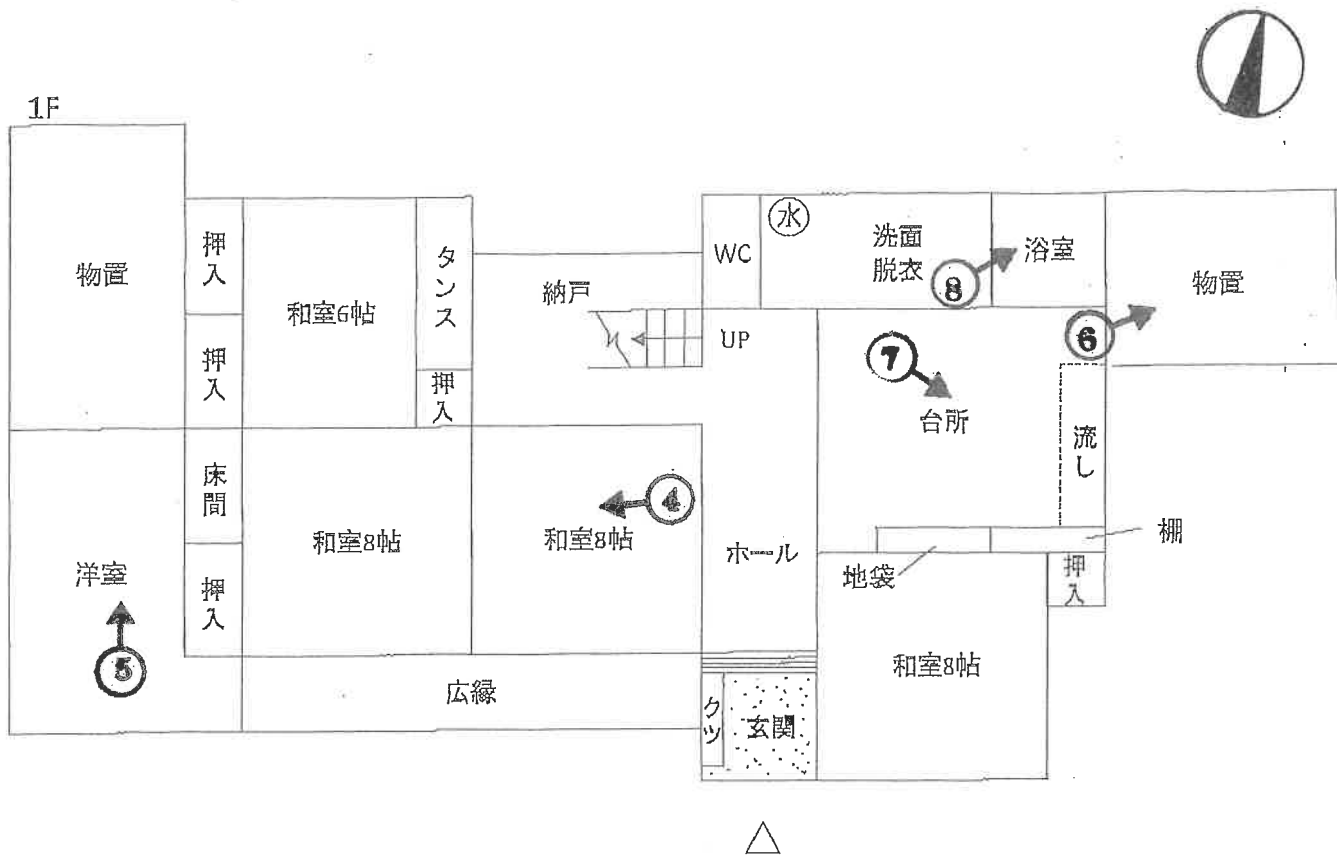 1F
物置
押入
押入
和室6帖
タンス
押入
納戸
UP
WC
水
洗面
脱衣
8
浴室
6
物置
7
台所
流し
棚
地袋
押入
洋室
5
床間
押入
和室8帖
和室8帖
4
ホール
和室8帖
広縁
クツ
玄関